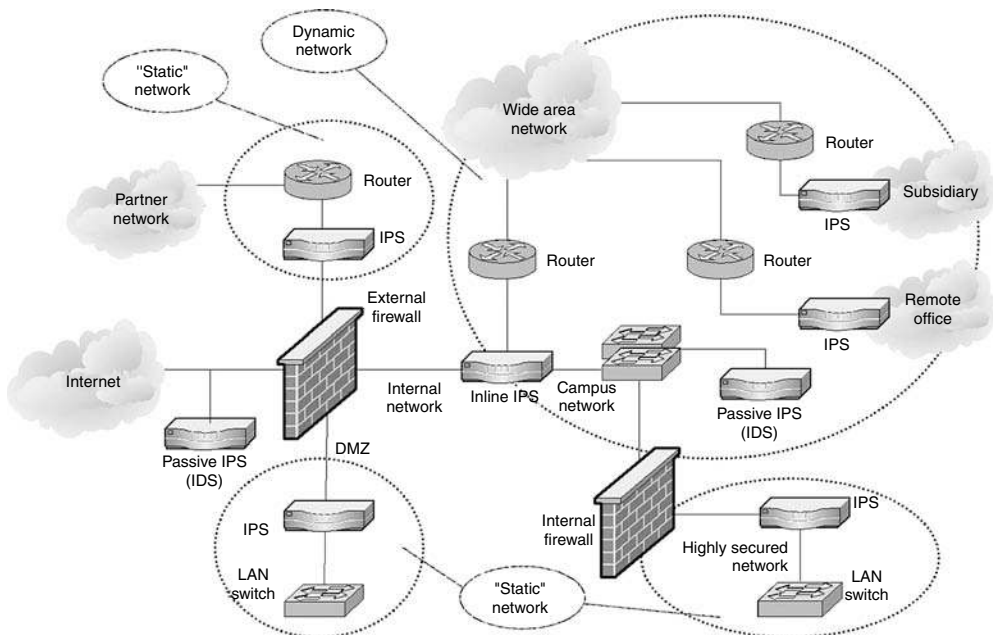 Dynamic
network
"Static"
network
Wide area
network
Router
Router
Subsidiary
Partner
network
IPS
IPS
Router
Router
External
firewall
Remote
office
IPS
Internet
Internal
network
Inline IPS
Campus
network
Passive IPS
(IDS)
Passive IPS
(IDS)
DMZ
IPS
IPS
Internal
firewall
Highly secured
network
LAN
switch
"Static"
network
LAN
switch